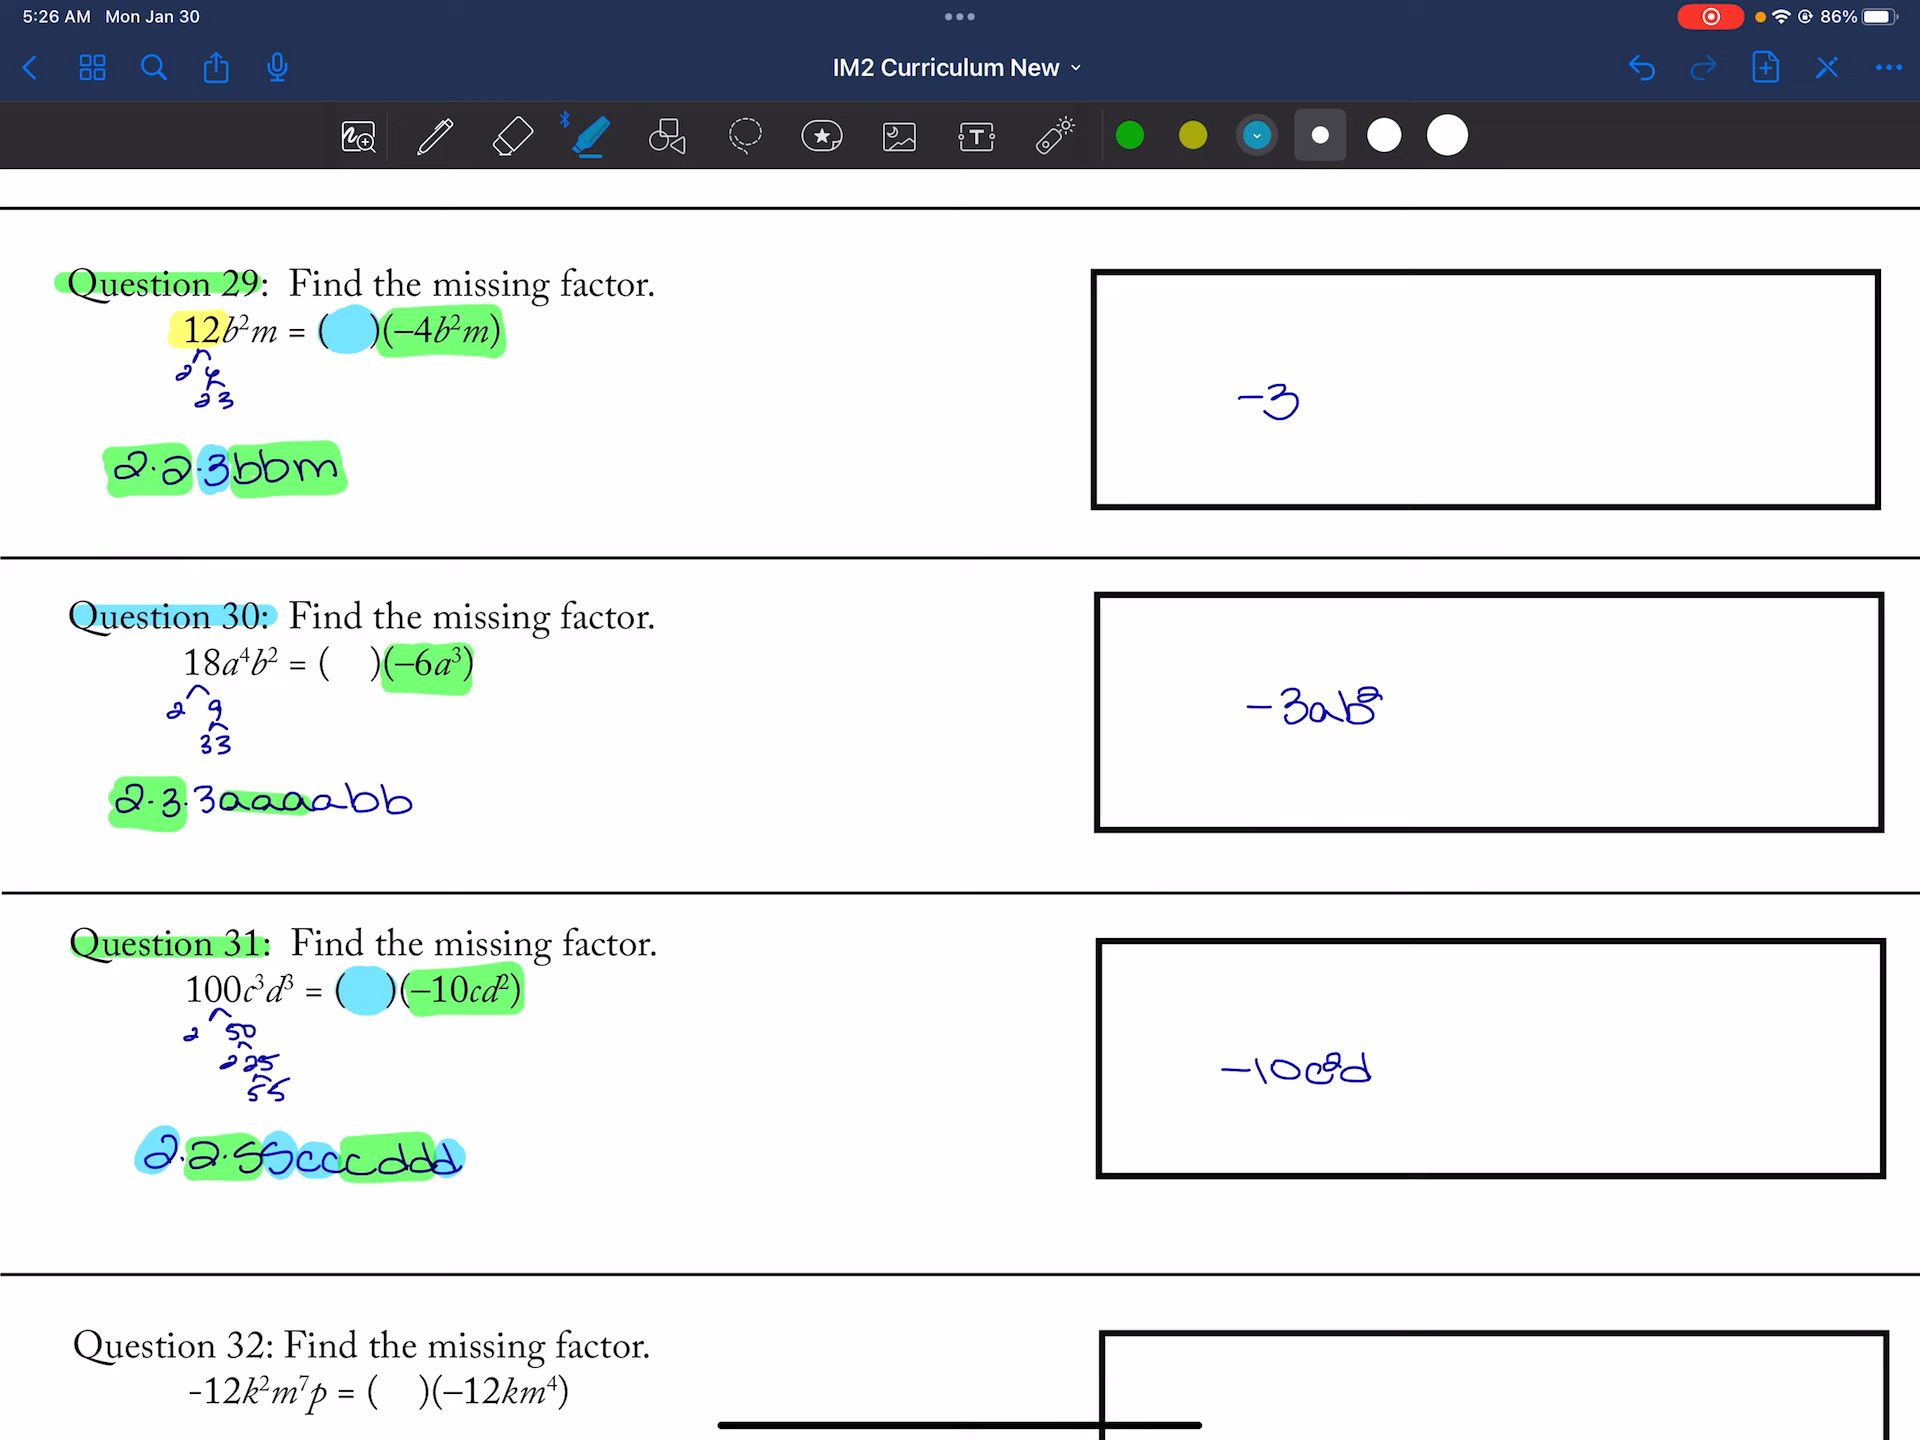 5:26 AM Mon Jan 30
86%
IM2 Curriculum New
Question 29: Find the missing factor.
12b²m = ( )(–4b²m)
2 6
2 3
2·2·3bbm
-3
Question 30: Find the missing factor.
18a⁴b² = ( )(–6a³)
2 9
3 3
2·3·3aaaabb
-3ab²
Question 31: Find the missing factor.
100c³d³ = ( )(–10cd²)
2 50
2 25
5 5
2·2·55cccddd
-10c²d
Question 32: Find the missing factor.
-12k²m⁷p = ( )(–12km⁴)